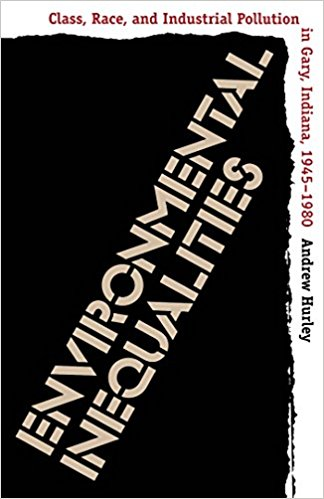 Class, Race, and Industrial Pollution
in Gary, Indiana, 1945–1980
Andrew Hurley
ENVIRONMENTAL
INEQUALITIES